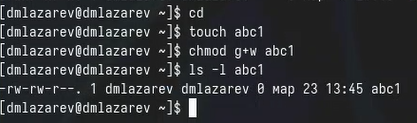 [dmlazarev@dmlazarev]$ cd
[dmlazarev@dmlazarev]$ touch abc1
[dmlazarev@dmlazarev]$ chmod g+w abc1
[dmlazarev@dmlazarev]$ ls -l abc1
-rw-rw-r--. 1 dmlazarev dmlazarev 0 мар 23 13:45 abc1
[dmlazarev@dmlazarev]$